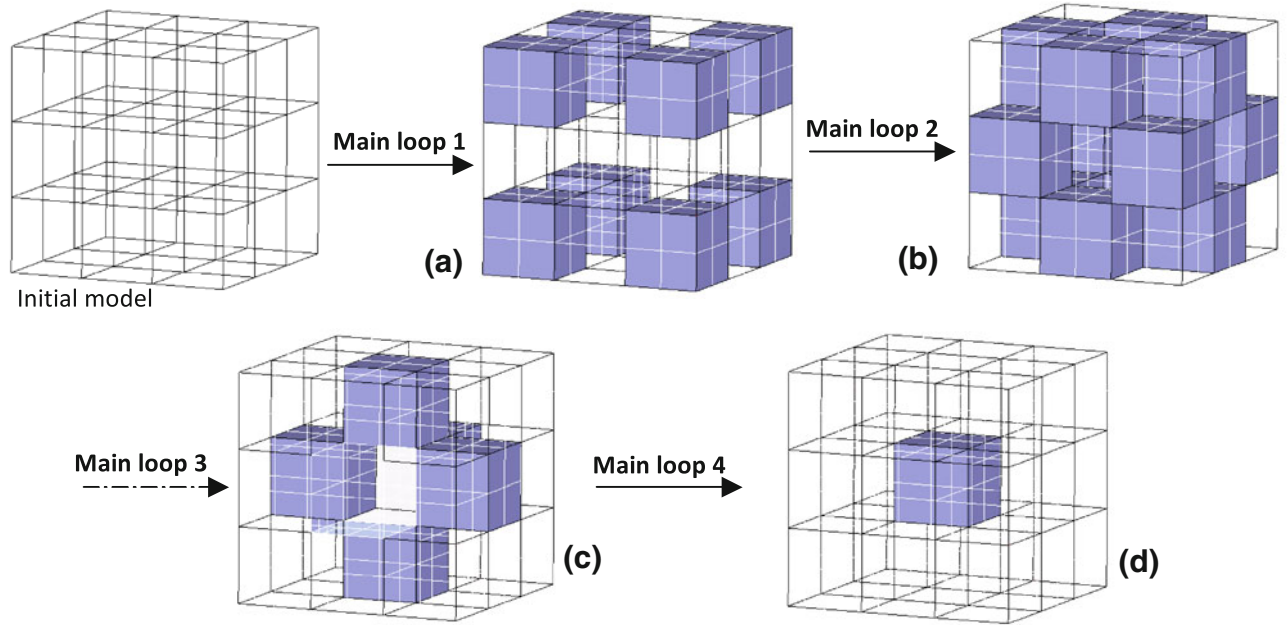 Main loop 1
Main loop 2
(a)
(b)
Initial model
Main loop 3
Main loop 4
(c)
(d)